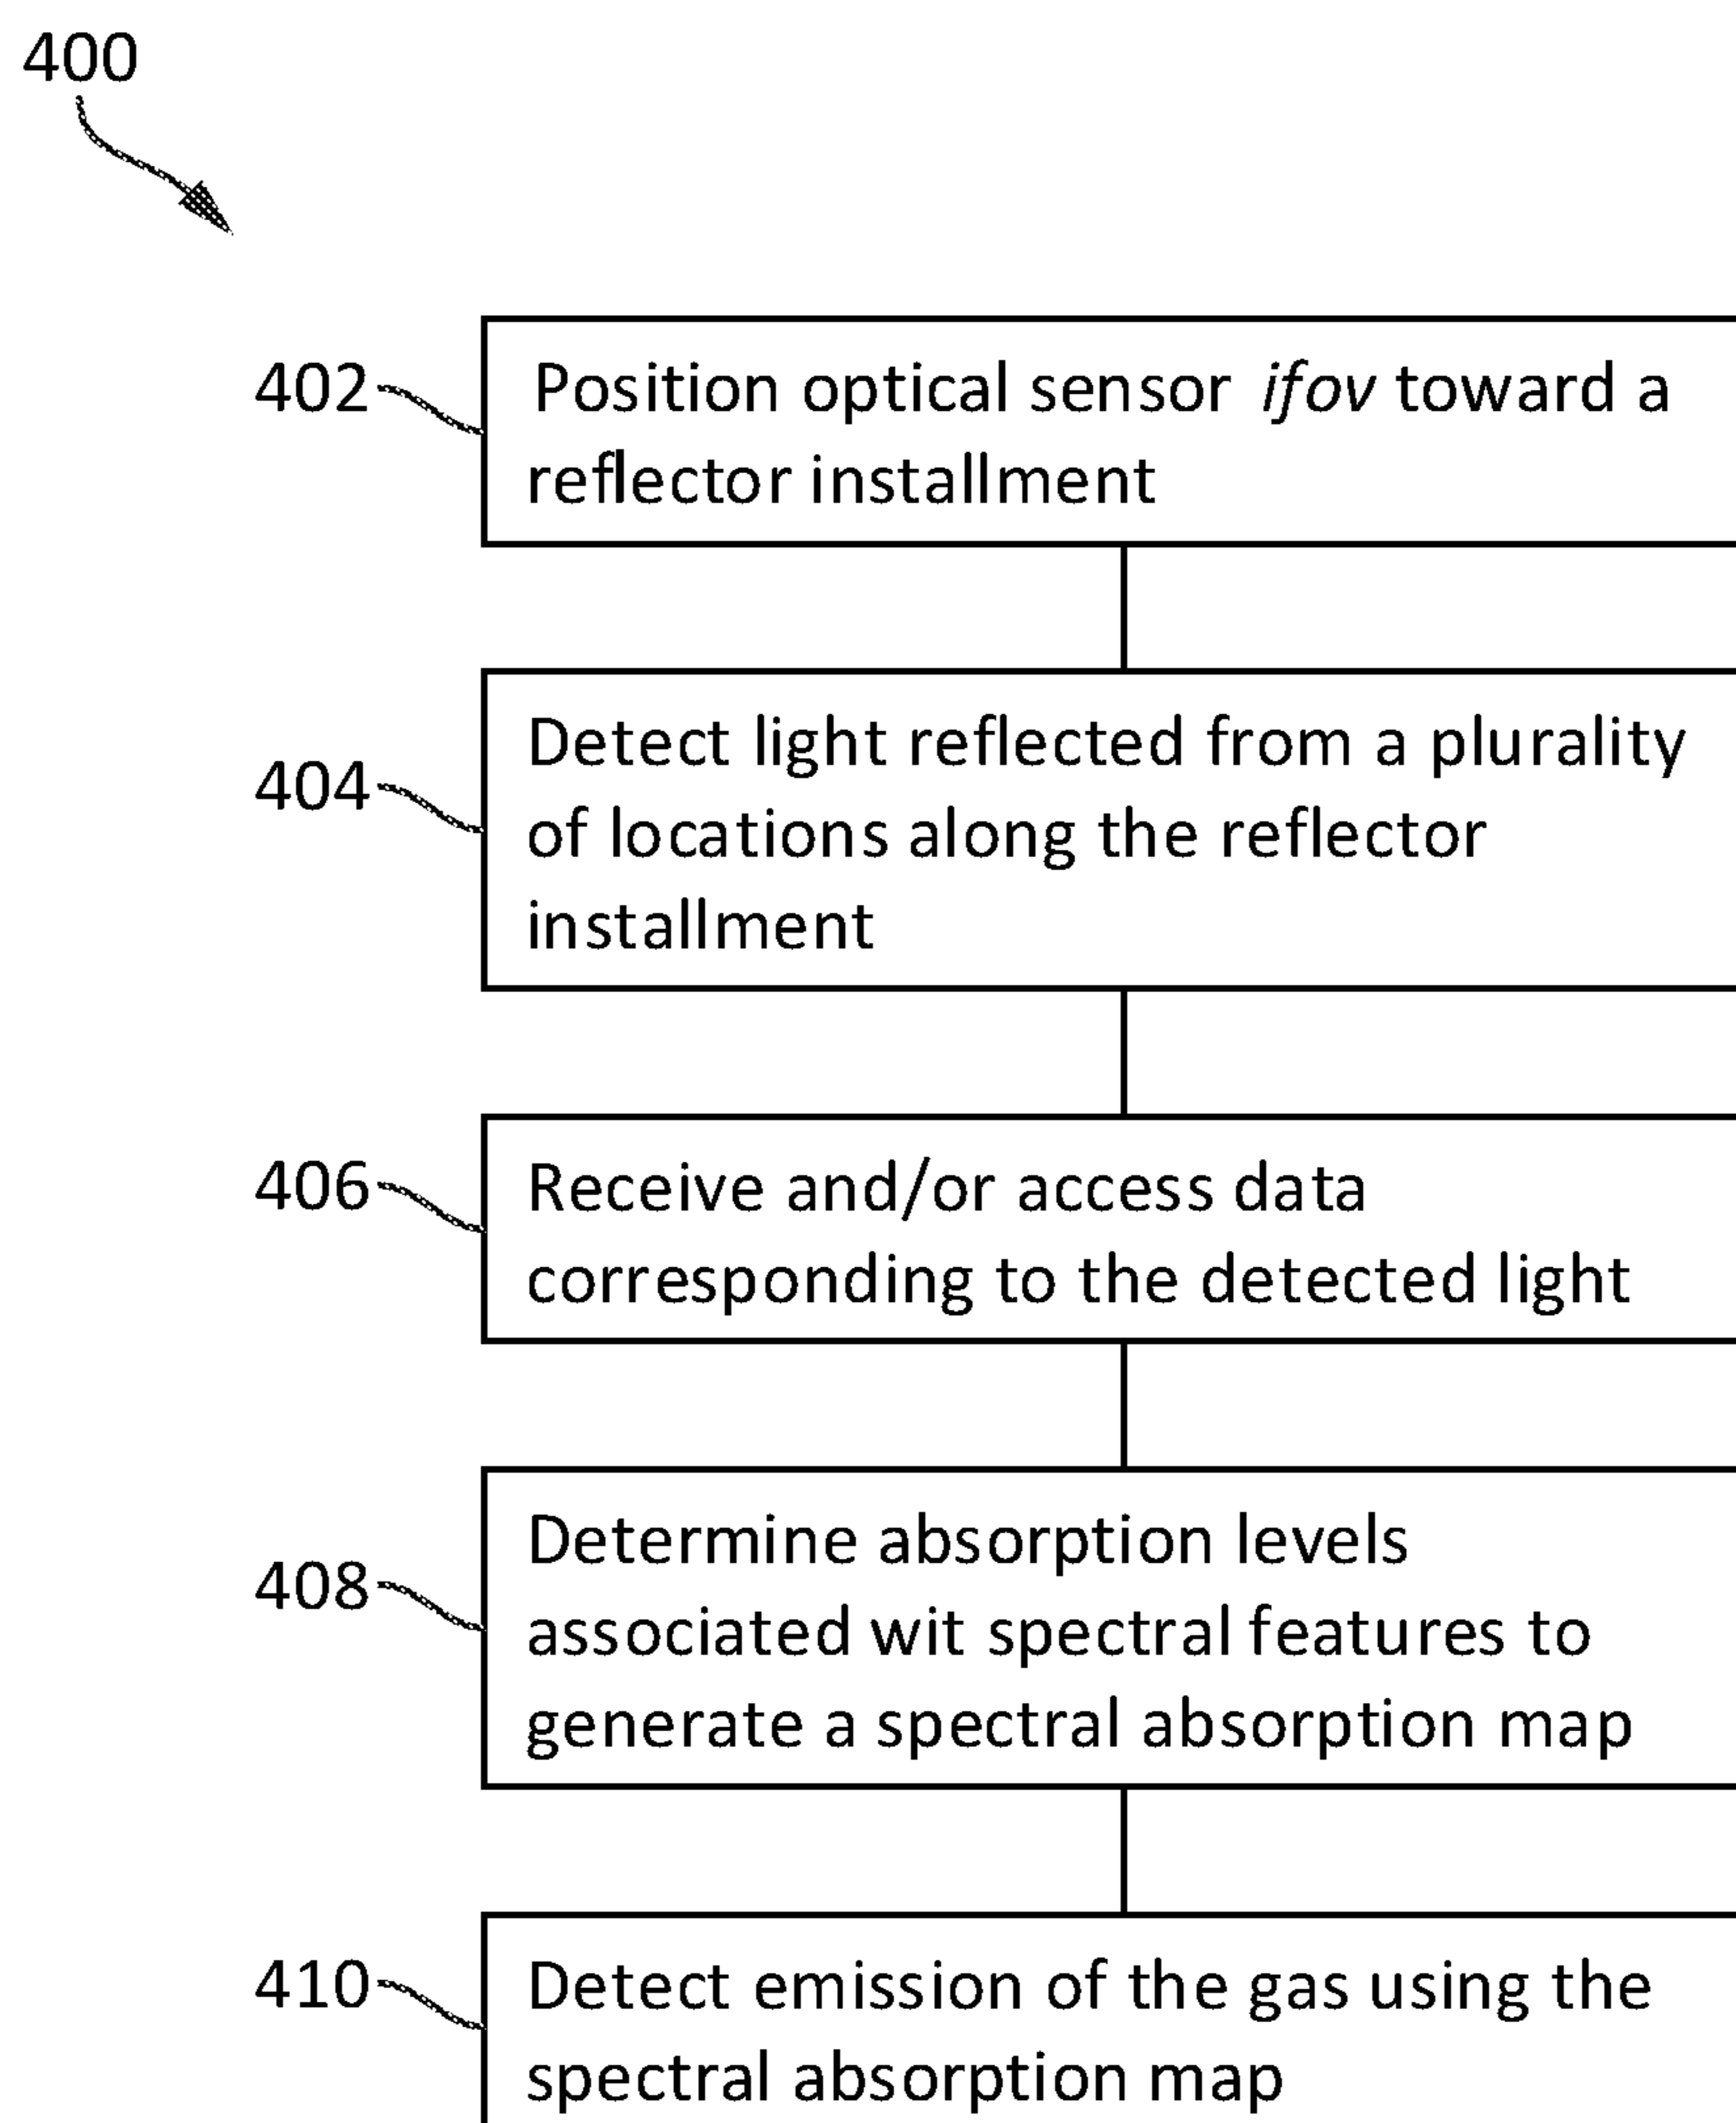 400
402
Position optical sensor ifov toward a
reflector installment
404
Detect light reflected from a plurality
of locations along the reflector
installment
406
Receive and/or access data
corresponding to the detected light
408
Determine absorption levels
associated wit spectral features to
generate a spectral absorption map
410
Detect emission of the gas using the
spectral absorption map